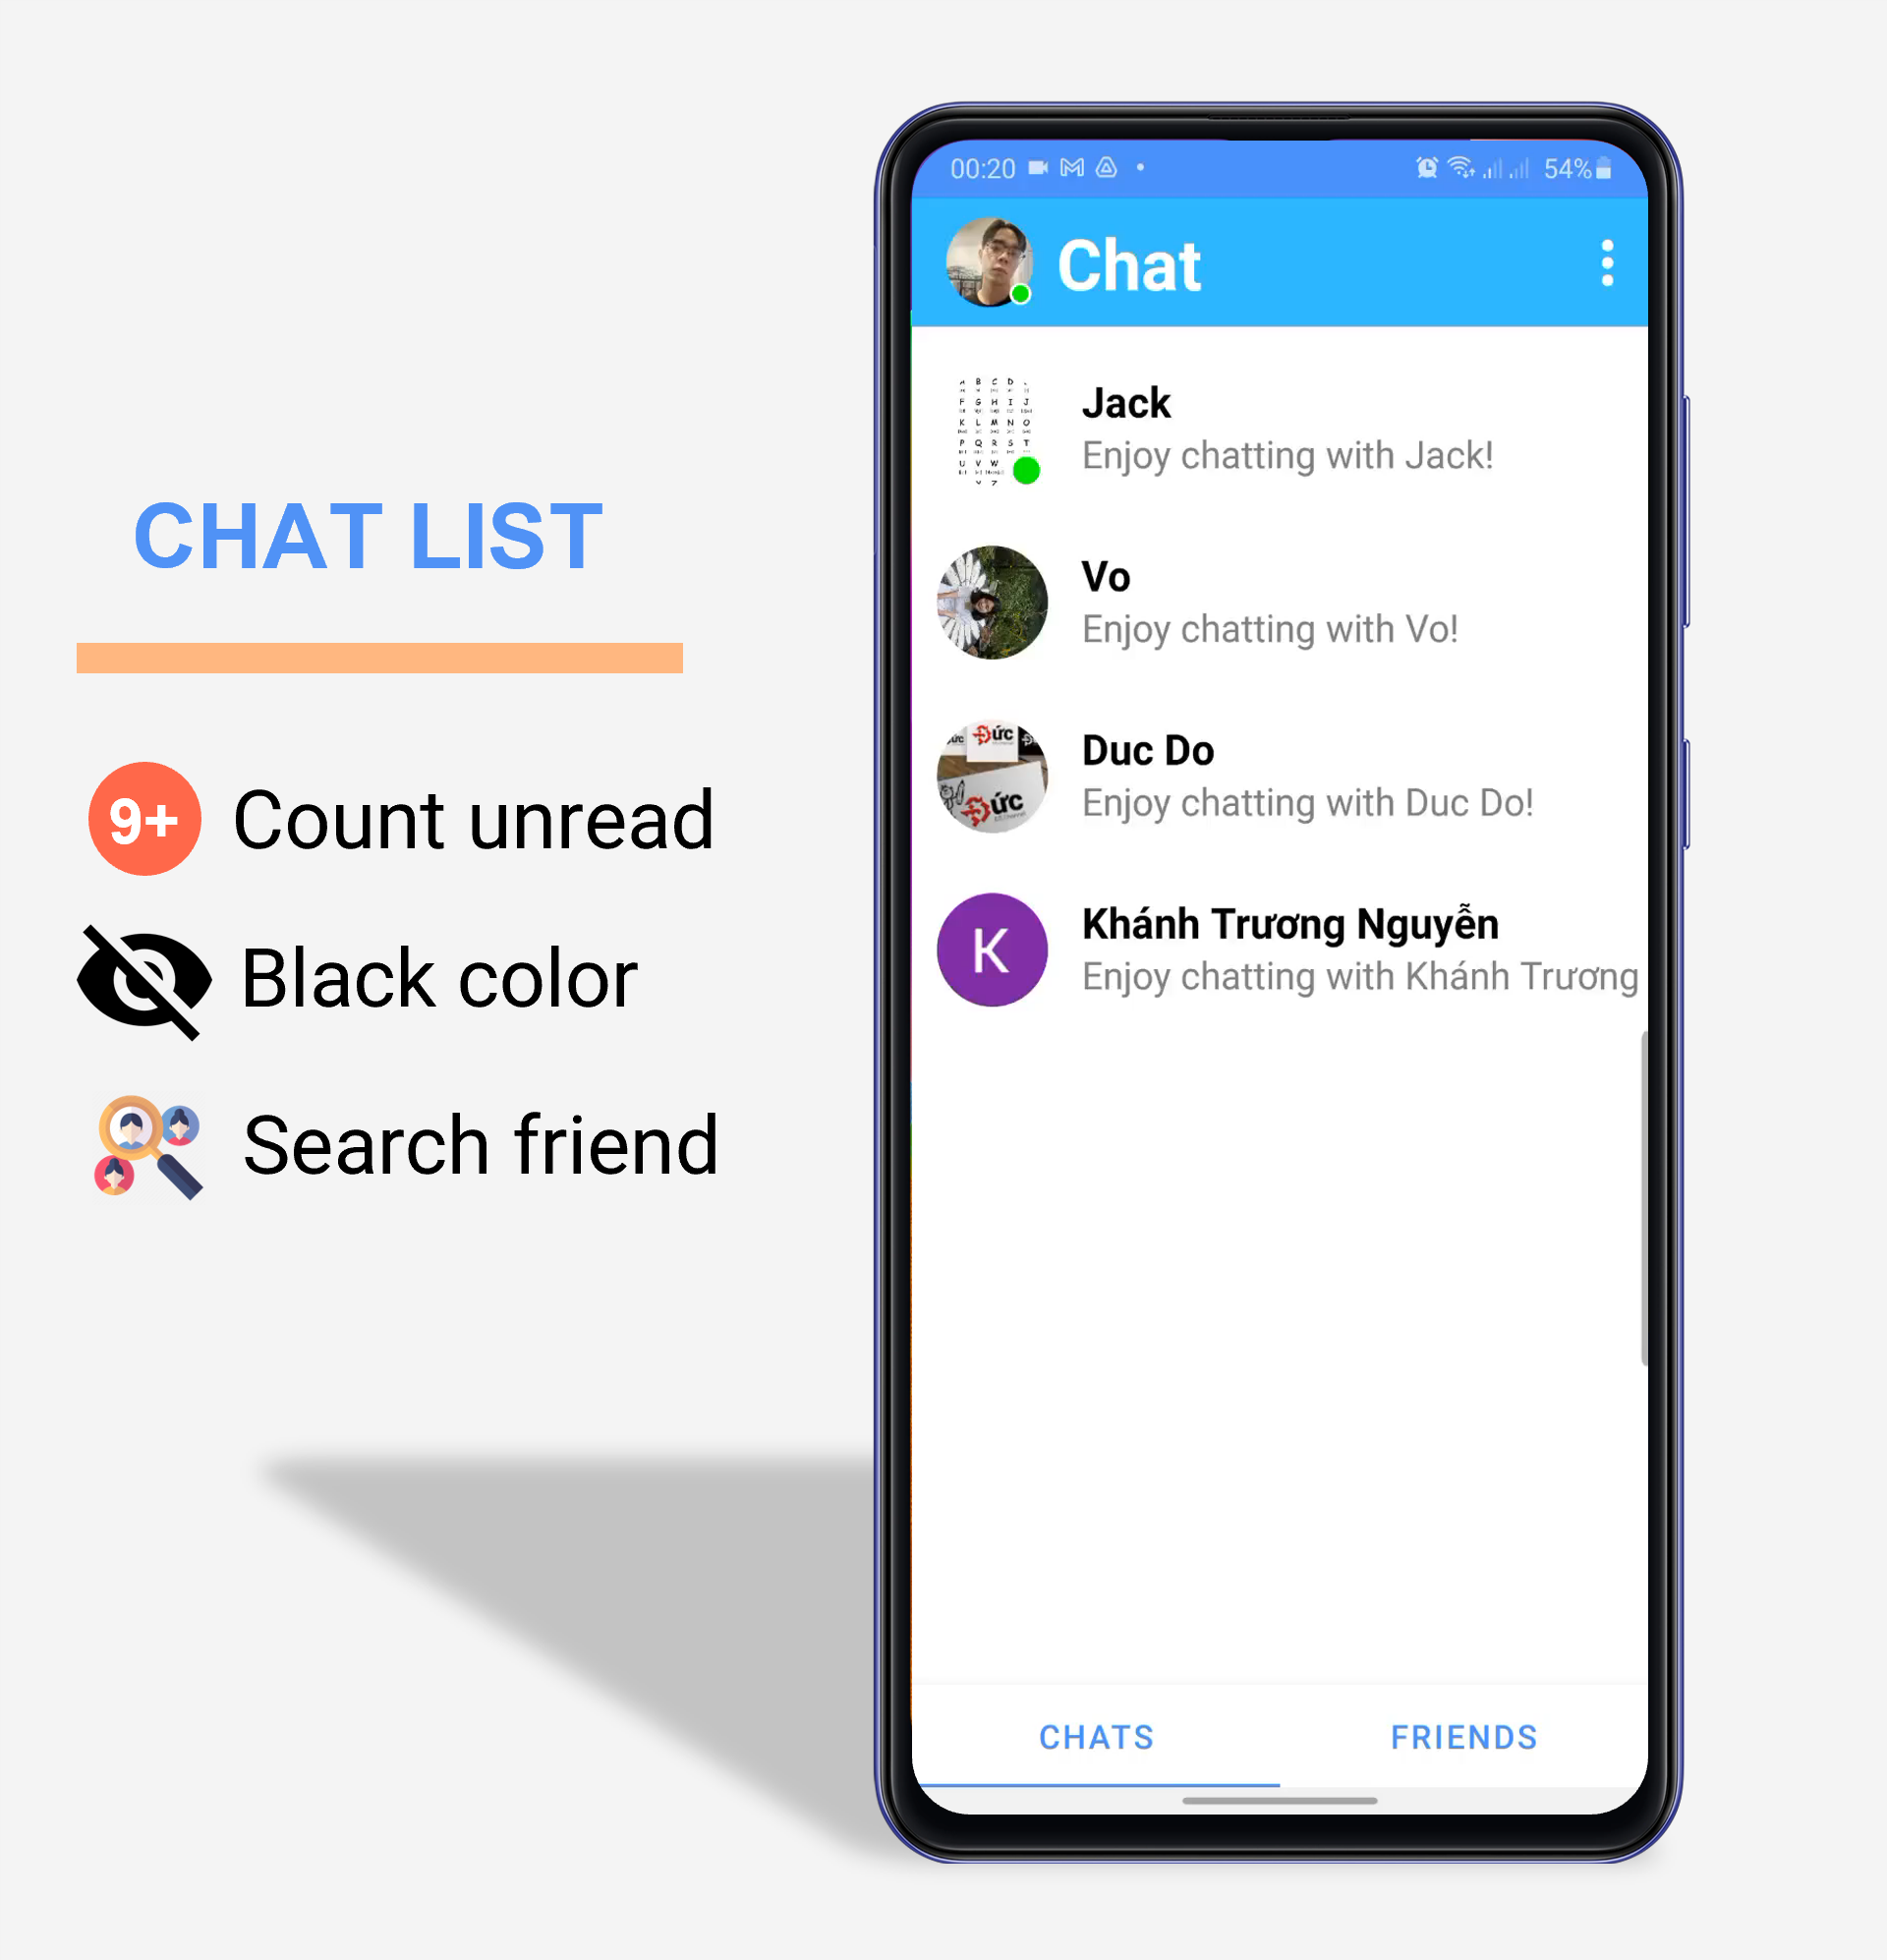 CHAT LIST
9+ Count unread
Black color
Search friend
00:20 54%
Chat
Jack
Enjoy chatting with Jack!
Vo
Enjoy chatting with Vo!
Đức
Đức
Duc Do
Enjoy chatting with Duc Do!
K
Khánh Trương Nguyễn
Enjoy chatting with Khánh Trương
CHATS FRIENDS